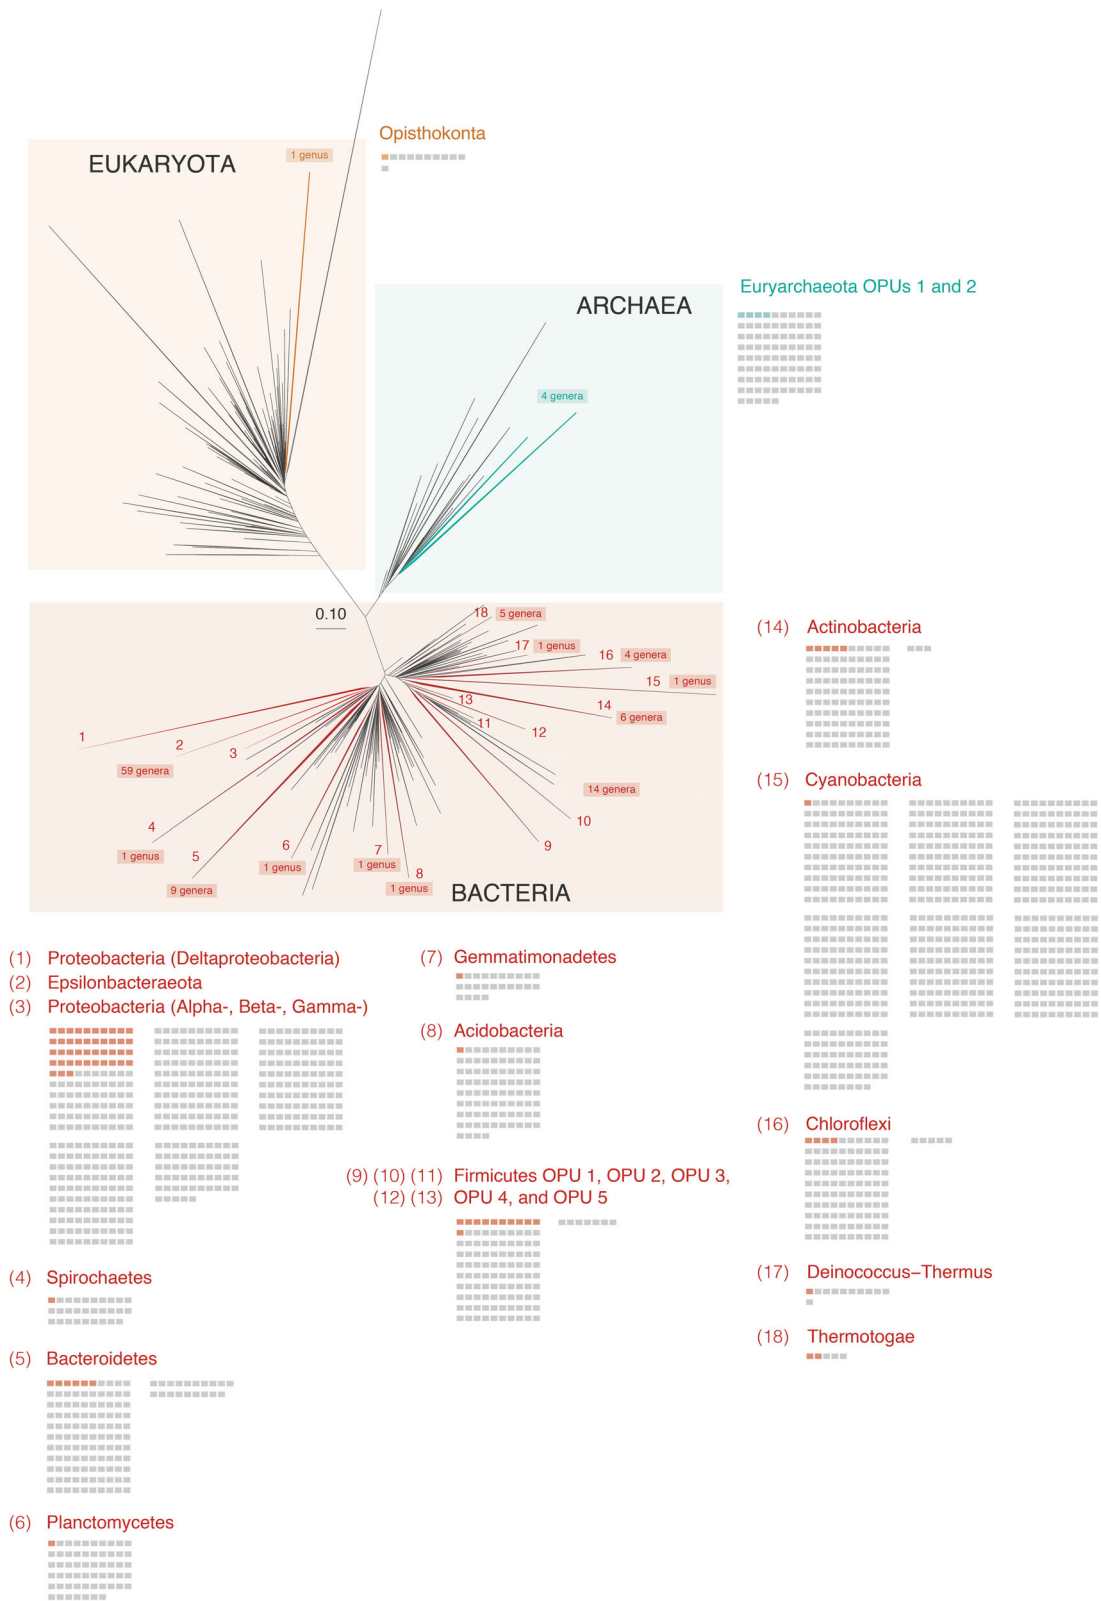 Opisthokonta
EUKARYOTA
1 genus
Euryarchaeota OPUs 1 and 2
ARCHAEA
4 genera
0.10
18
5 genera
17
1 genus
16
4 genera
15
1 genus
14
6 genera
13
11
12
1
2
3
59 genera
14 genera
10
9
4
1 genus
5
9 genera
6
1 genus
7
1 genus
8
1 genus
BACTERIA
(1) Proteobacteria (Deltaproteobacteria)
(2) Epsilonbacteraeota
(3) Proteobacteria (Alpha-, Beta-, Gamma-)
(4) Spirochaetes
(5) Bacteroidetes
(6) Planctomycetes
(7) Gemmatimonadetes
(8) Acidobacteria
(9) (10) (11) Firmicutes OPU 1, OPU 2, OPU 3,
(12) (13) OPU 4, and OPU 5
(14) Actinobacteria
(15) Cyanobacteria
(16) Chloroflexi
(17) Deinococcus–Thermus
(18) Thermotogae